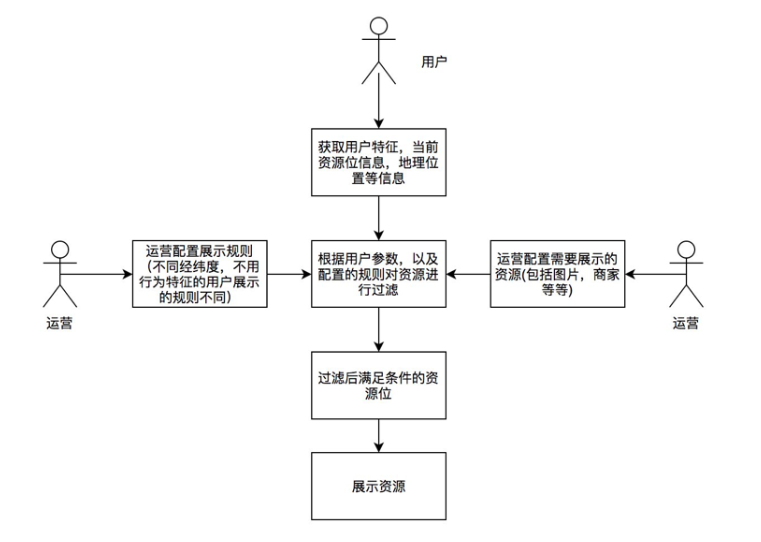 用户
获取用户特征，当前
资源位信息，地理位
置等信息
运营配置展示规则
（不同经纬度，不用
行为特征的用户展示
的规则不同）
运营
根据用户参数，以及
配置的规则对资源进
行过滤
运营配置需要展示的
资源(包括图片，商家
等等)
运营
过滤后满足条件的资
源位
展示资源